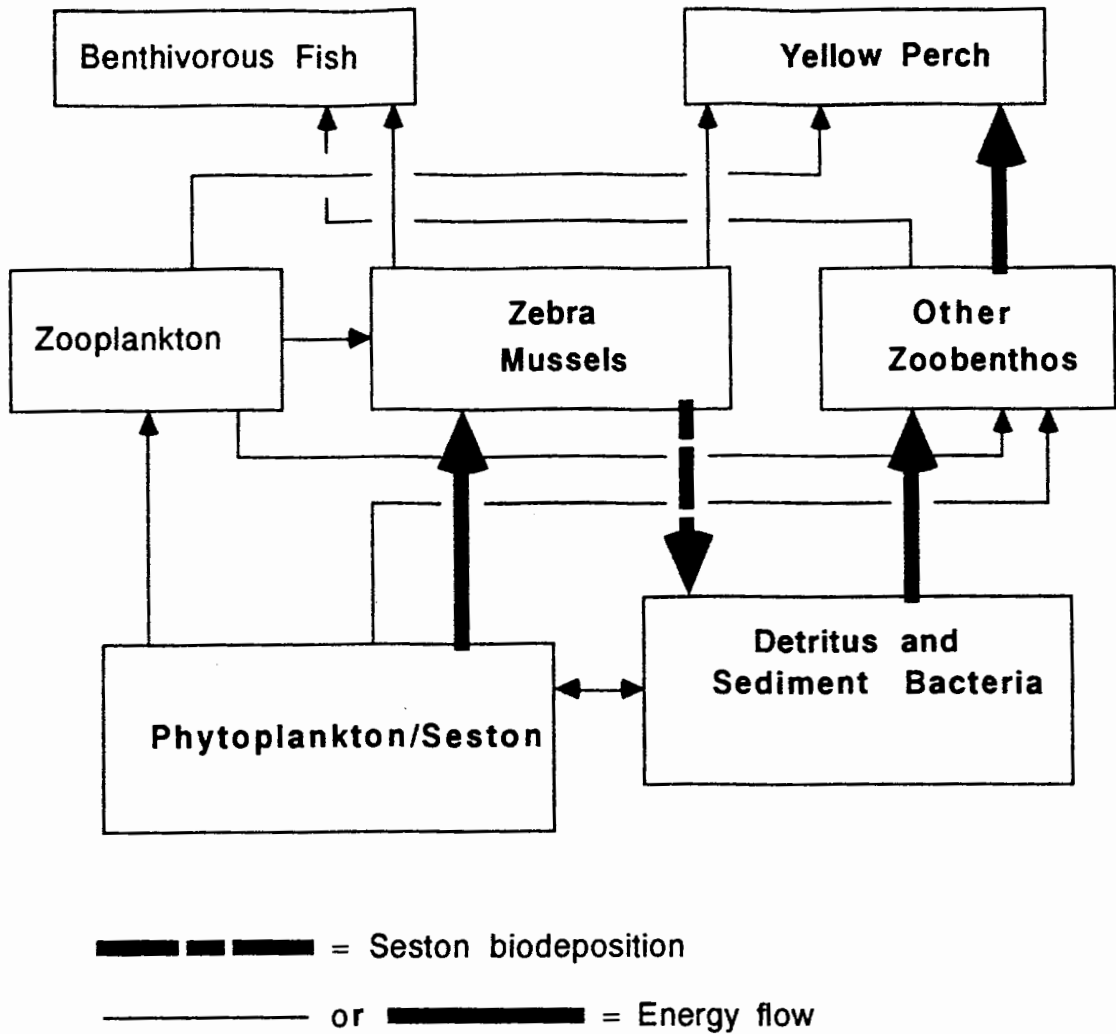 Benthivorous Fish
Yellow Perch
Zooplankton
Zebra
Mussels
Other
Zoobenthos
Phytoplankton/Seston
Detritus and
Sediment Bacteria
= Seston biodeposition
or = Energy flow